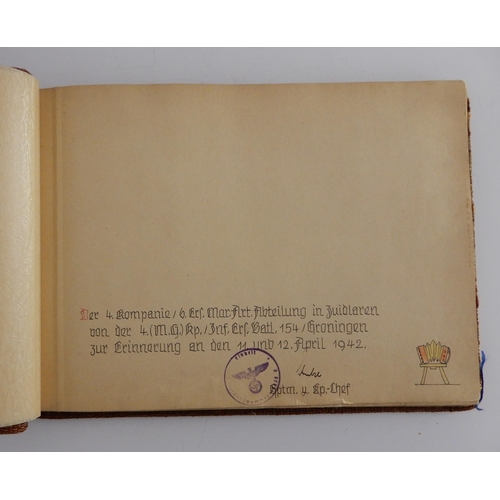 Der 4. Kompanie / 6. Ers. Mar. Art. Abteilung in Zuidlaren
von der 4. (M.G.) Kp. / Inf. Ers. Batl. 154 / Groningen
zur Erinnerung an den 11. und 12. April 1942.
Hptm. u. Kp.-Chef